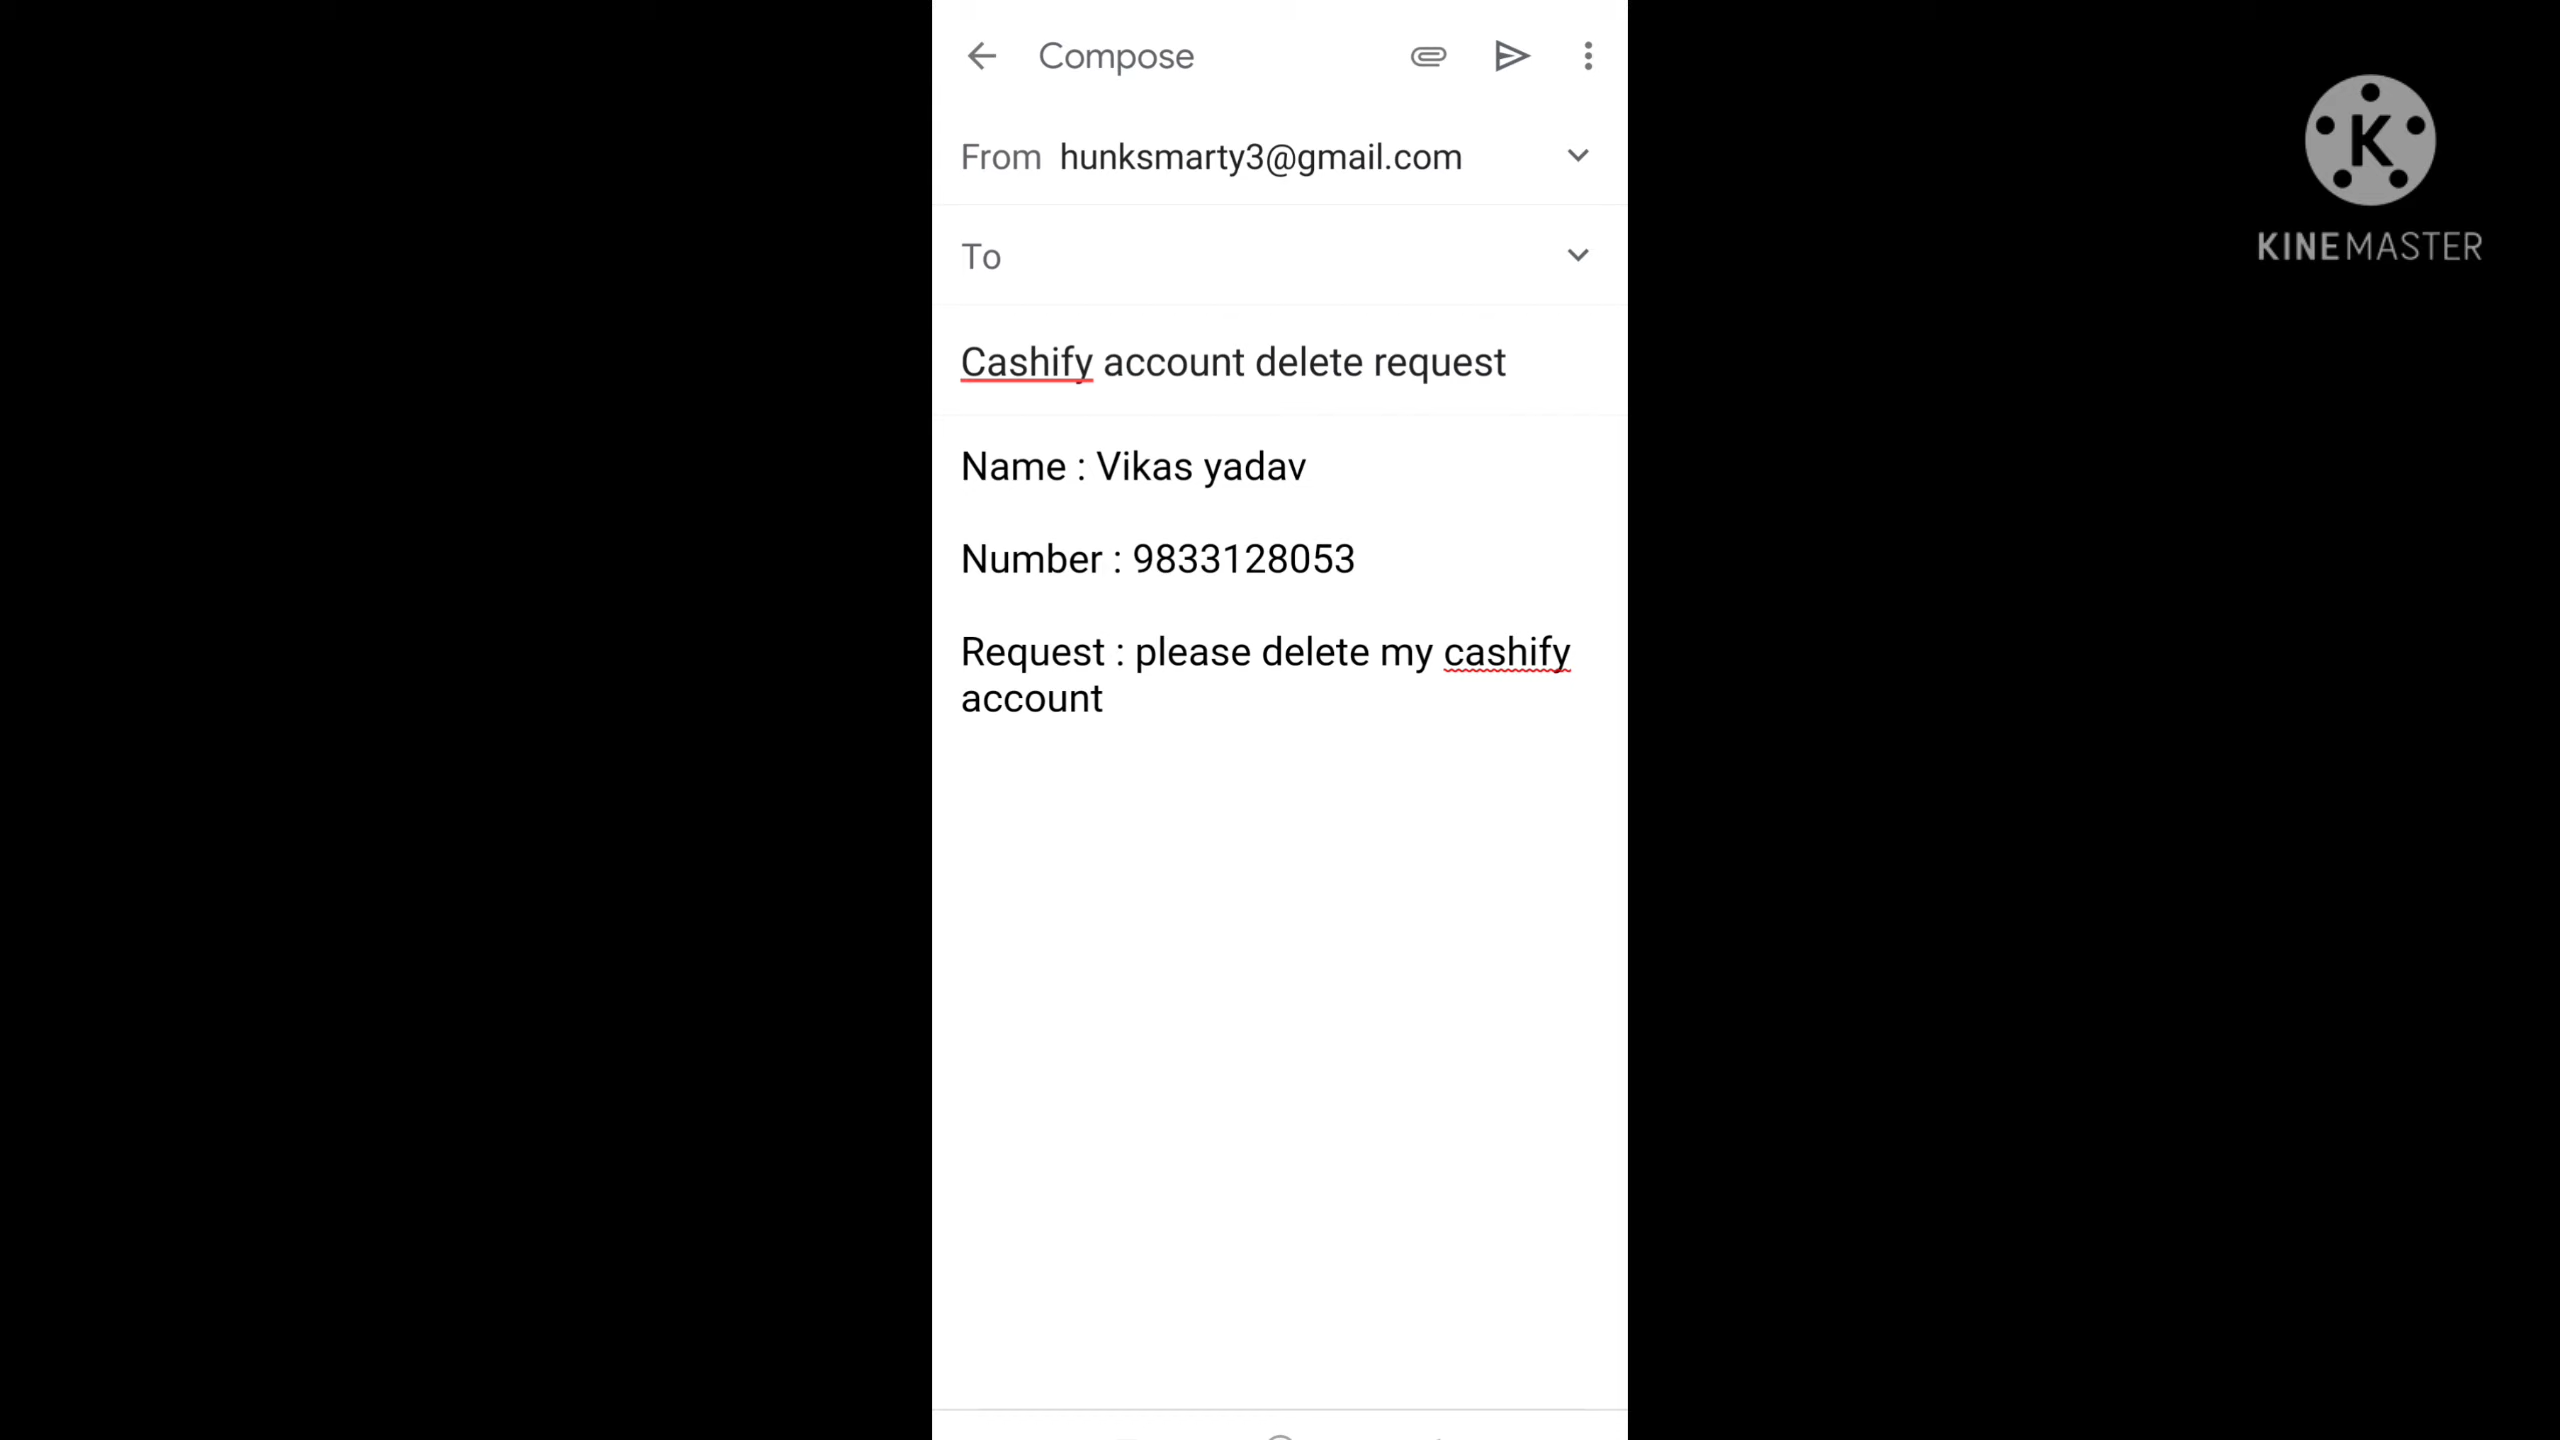 Compose
From hunksmarty3@gmail.com
To
Cashify account delete request
Name : Vikas yadav
Number : 9833128053
Request : please delete my cashify
account
K
KINEMASTER